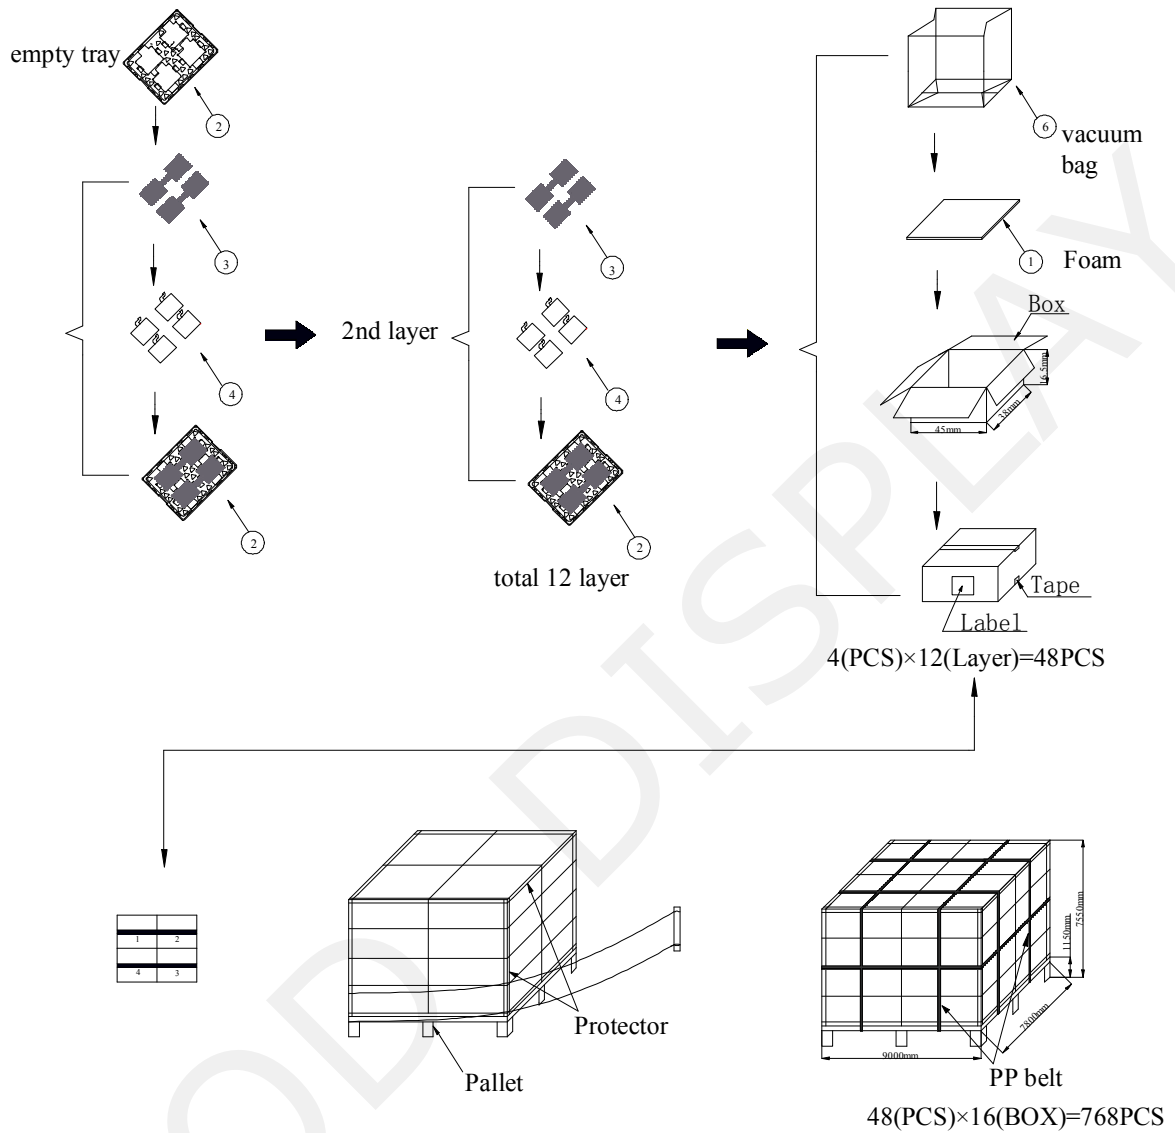 empty tray
2
3
4
2
2nd layer
3
4
2
total 12 layer
6
vacuum
bag
1
Foam
Box
16.5mm
38mm
45mm
Tape
Label
4(PCS)×12(Layer)=48PCS
1
2
4
3
Protector
Pallet
7550mm
1150mm
7800mm
9000mm
PP belt
48(PCS)×16(BOX)=768PCS
OD DISPLAY